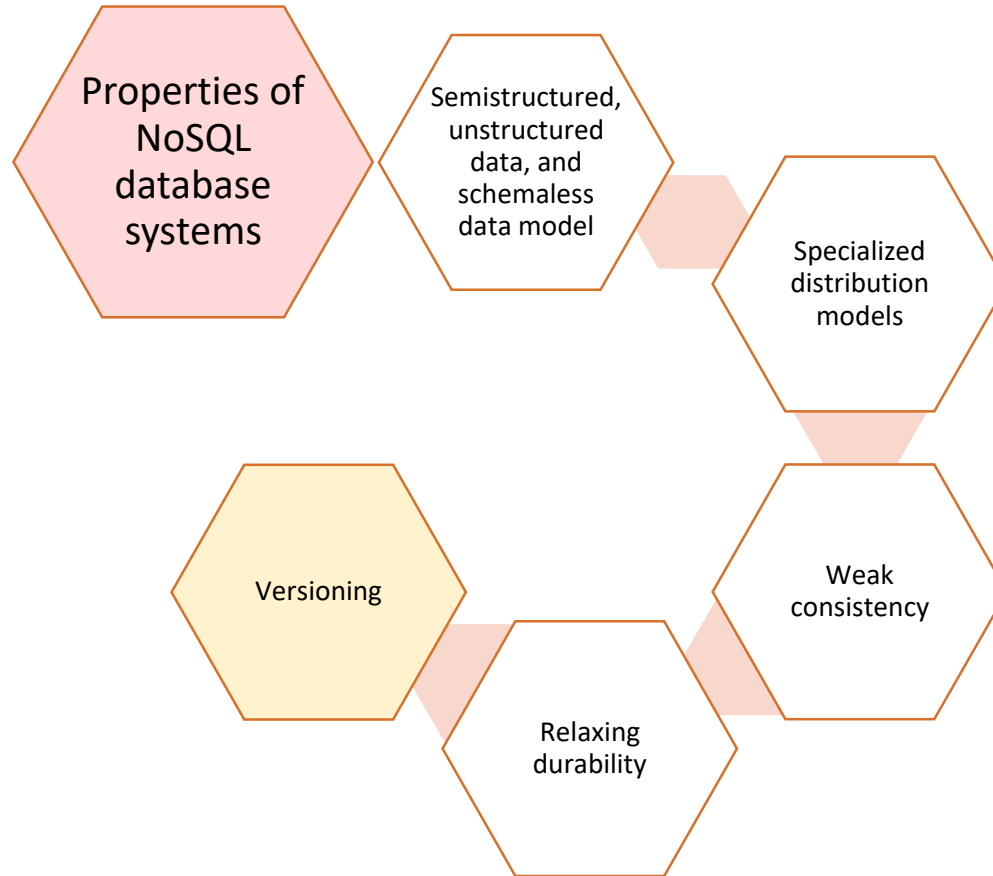 Properties of
NoSQL
database
systems
Semistructured,
unstructured
data, and
schemaless
data model
Specialized
distribution
models
Weak
consistency
Relaxing
durability
Versioning